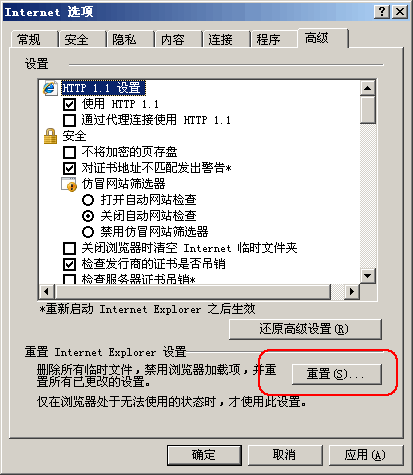 Internet 选项
常规 安全 隐私 内容 连接 程序 高级
设置
HTTP 1.1 设置
使用 HTTP 1.1
通过代理连接使用 HTTP 1.1
安全
不将加密的页存盘
对证书地址不匹配发出警告*
仿冒网站筛选器
打开自动网站检查
关闭自动网站检查
禁用仿冒网站筛选器
关闭浏览器时清空 Internet 临时文件夹
检查发行商的证书是否吊销
检查服务器证书吊销*
*重新启动 Internet Explorer 之后生效
还原高级设置(R)
重置 Internet Explorer 设置
删除所有临时文件，禁用浏览器加载项，并重
置所有已更改的设置。
重置(S)...
仅在浏览器处于无法使用的状态时，才使用此设置。
确定 取消 应用(A)